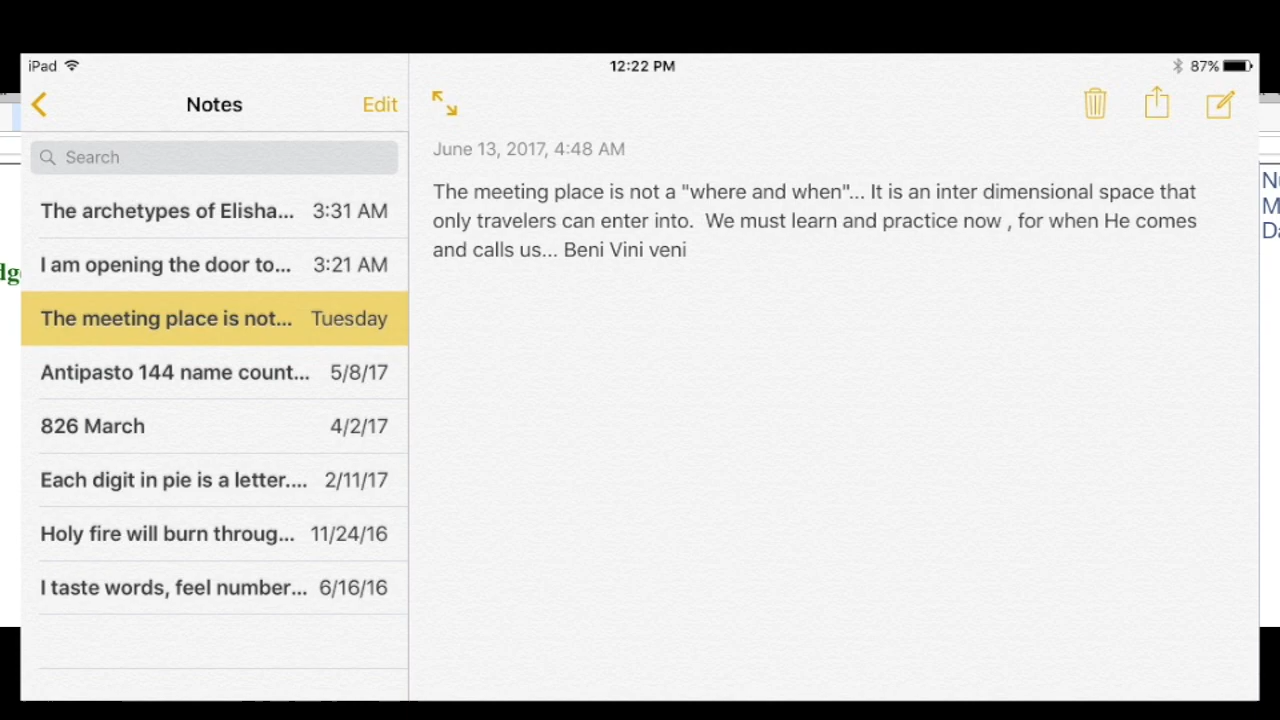 iPad 12:22 PM 87%
Notes Edit
Search
The archetypes of Elisha... 3:31 AM
I am opening the door to... 3:21 AM
The meeting place is not... Tuesday
Antipasto 144 name count... 5/8/17
826 March 4/2/17
Each digit in pie is a letter.... 2/11/17
Holy fire will burn throug... 11/24/16
I taste words, feel number... 6/16/16
June 13, 2017, 4:48 AM
The meeting place is not a "where and when"... It is an inter dimensional space that
only travelers can enter into.  We must learn and practice now , for when He comes
and calls us... Beni Vini veni